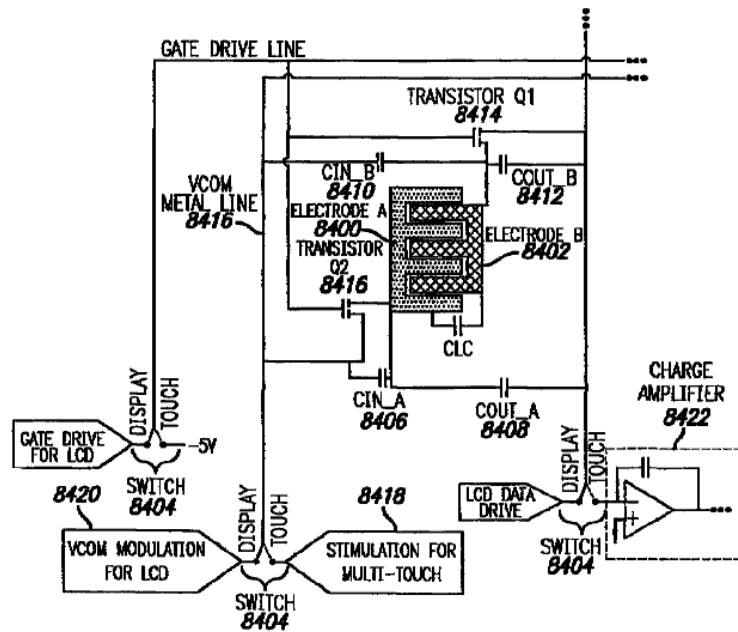 GATE DRIVE LINE
TRANSISTOR Q1
8414
CIN_B
8410
COUT_B
8412
VCOM
METAL LINE
8416
ELECTRODE A
8400
ELECTRODE B
8402
TRANSISTOR
Q2
8416
CLC
CIN_A
8406
COUT_A
8408
CHARGE
AMPLIFIER
8422
GATE DRIVE
FOR LCD
DISPLAY
TOUCH
-5V
SWITCH
8404
LCD DATA
DRIVE
DISPLAY
TOUCH
SWITCH
8404
8420
VCOM MODULATION
FOR LCD
DISPLAY
TOUCH
8418
STIMULATION FOR
MULTI-TOUCH
SWITCH
8404